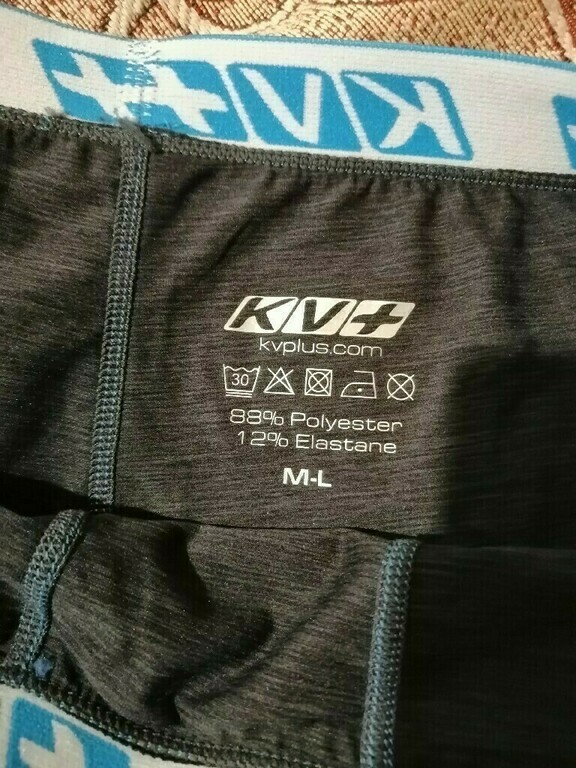 KV+
KV+
kvplus.com
30
88% Polyester
12% Elastane
M-L